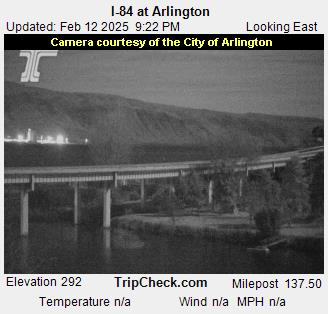 I-84 at Arlington
Updated: Feb 12 2025 9:22 PM Looking East
Camera courtesy of the City of Arlington
Elevation 292 TripCheck.com Milepost 137.50
Temperature n/a Wind n/a MPH n/a